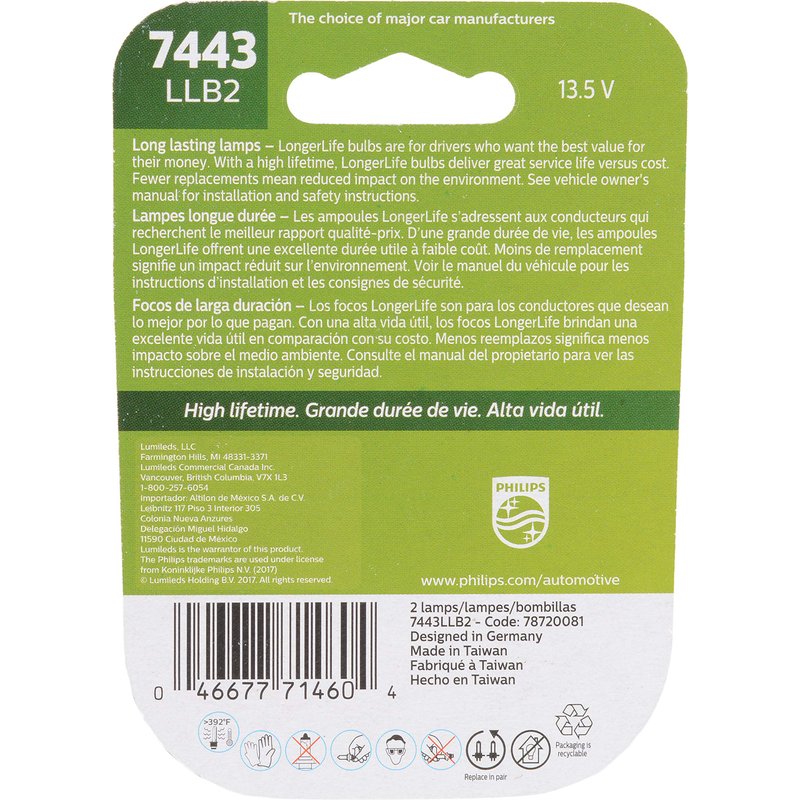 7443
LLB2
The choice of major car manufacturers
13.5 V
Long lasting lamps – LongerLife bulbs are for drivers who want the best value for
their money. With a high lifetime, LongerLife bulbs deliver great service life versus cost.
Fewer replacements mean reduced impact on the environment. See vehicle owner's
manual for installation and safety instructions.
Lampes longue durée – Les ampoules LongerLife s'adressent aux conducteurs qui
recherchent le meilleur rapport qualité-prix. D'une grande durée de vie, les ampoules
LongerLife offrent une excellente durée utile à faible coût. Moins de remplacement
signifie un impact réduit sur l'environnement. Voir le manuel du véhicule pour les
instructions d'installation et les consignes de sécurité.
Focos de larga duración – Los focos LongerLife son para los conductores que desean
lo mejor por lo que pagan. Con una alta vida útil, los focos LongerLife brindan una
excelente vida útil en comparación con su costo. Menos reemplazos significa menos
impacto sobre el medio ambiente. Consulte el manual del propietario para ver las
instrucciones de instalación y seguridad.
High lifetime. Grande durée de vie. Alta vida útil.
Lumileds, LLC
Farmington Hills, MI 48331-3371
Lumileds Commercial Canada Inc.
Vancouver, British Columbia, V7X 1L3
1-800-257-6054
Importador: Altilon de México S.A. de C.V.
Leibnitz 117 Piso 3 Interior 305
Colonia Nueva Anzures
Delegación Miguel Hidalgo
11590 Ciudad de México
Lumileds is the warrantor of this product.
The Philips trademarks are used under license
from Koninklijke Philips N.V. (2017)
© Lumileds Holding B.V. 2017. All rights reserved.
PHILIPS
www.philips.com/automotive
2 lamps/lampes/bombillas
7443LLB2 - Code: 78720081
Designed in Germany
Made in Taiwan
Fabriqué à Taiwan
Hecho en Taiwan
0 46677 71460 4
>392°F
Replace in pair
Packaging is
recyclable